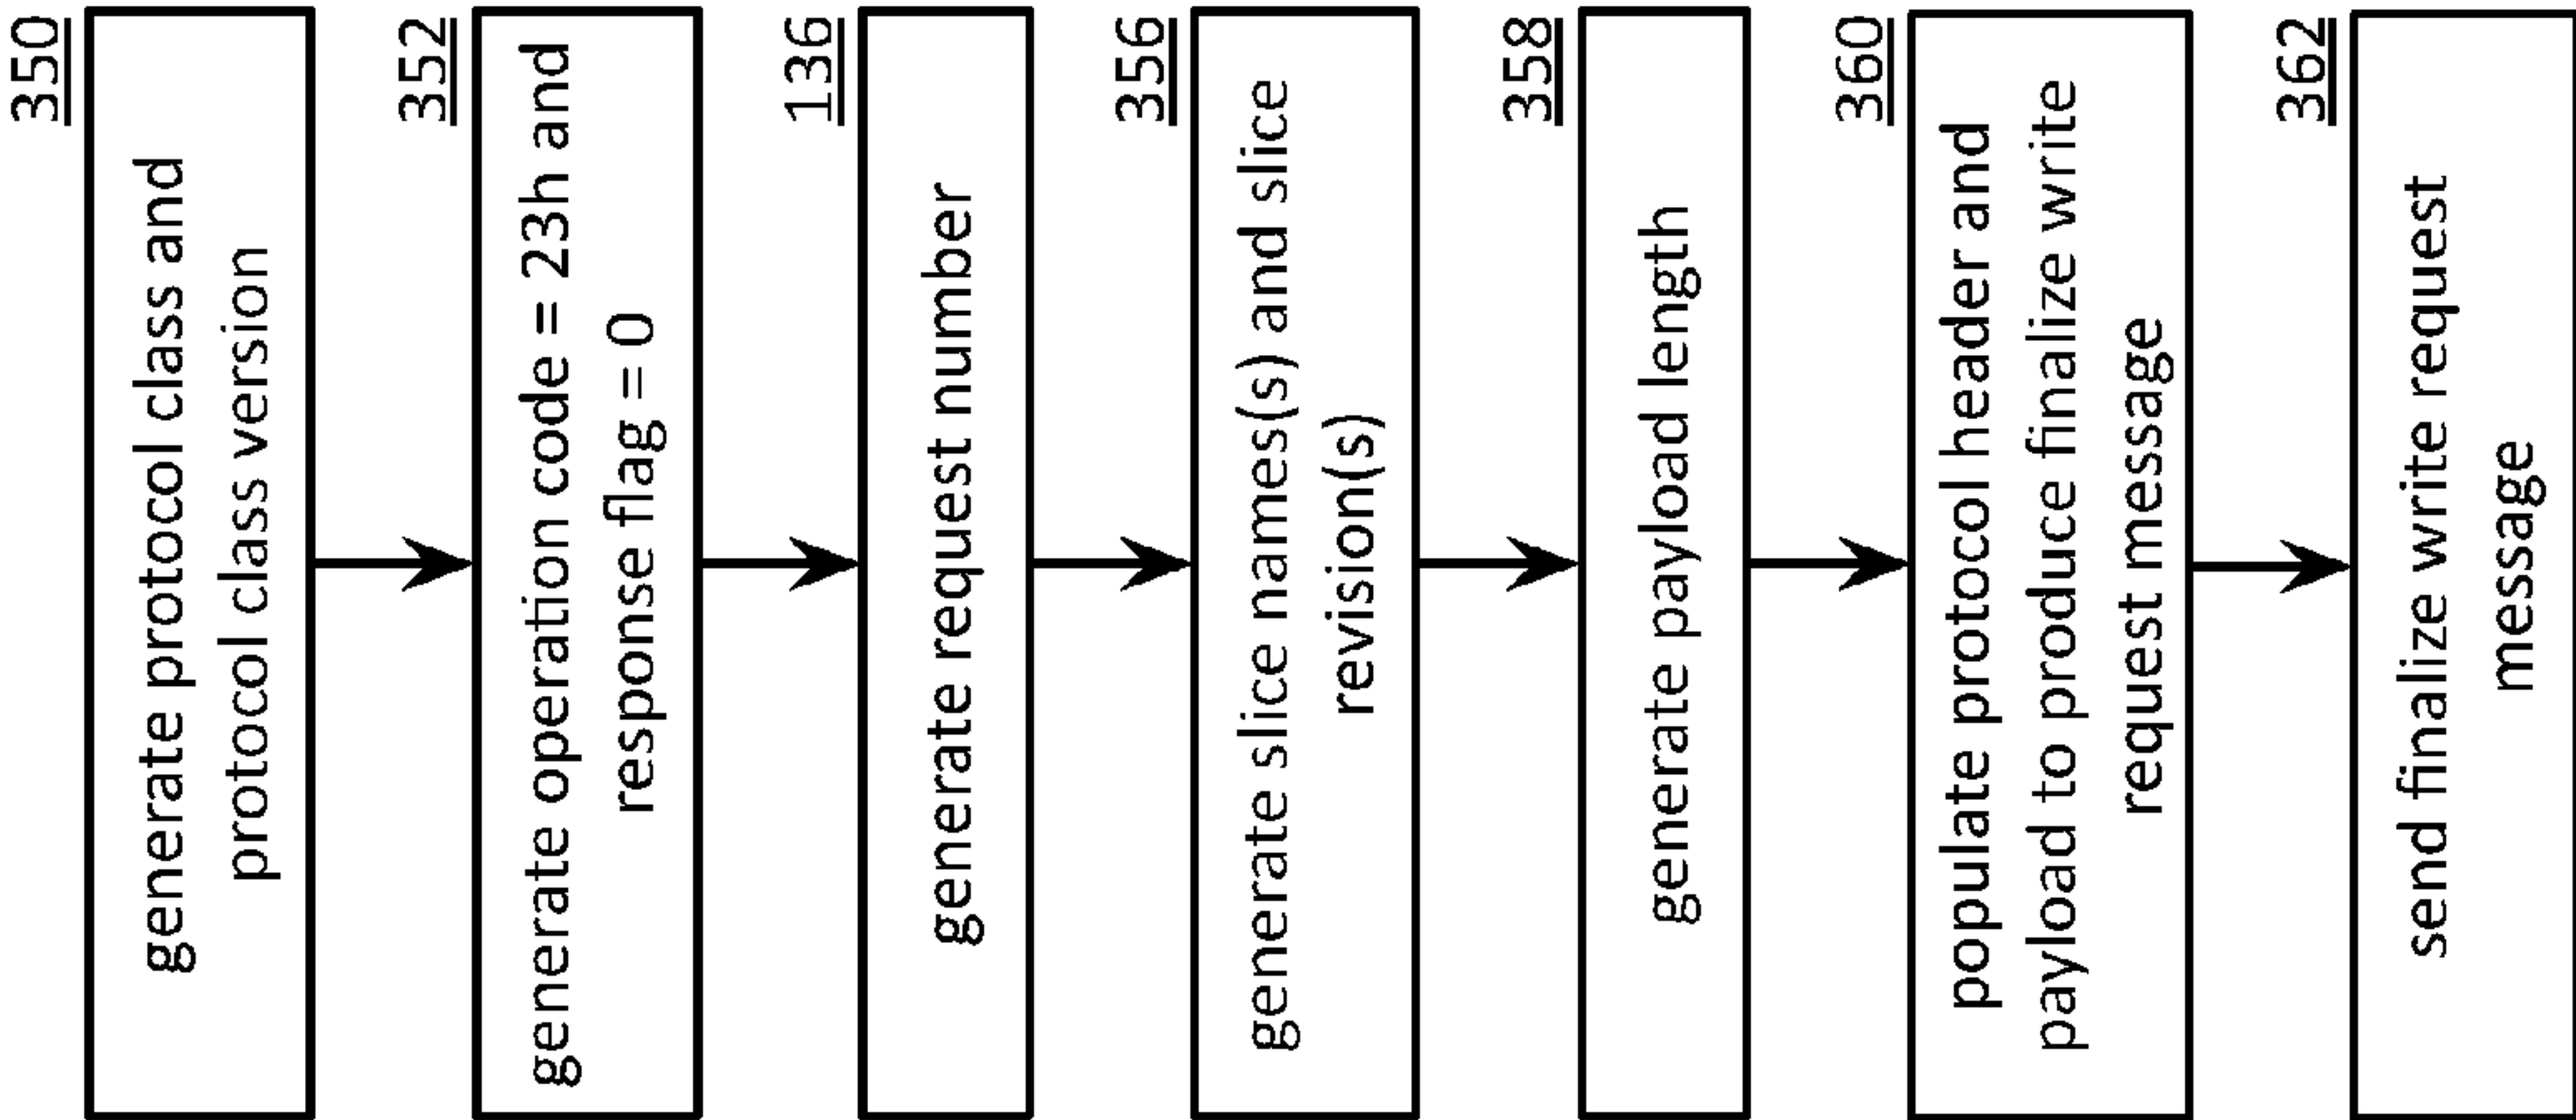 350
generate protocol class and
protocol class version
352
generate operation code = 23h and
response flag = 0
136
generate request number
356
generate slice names(s) and slice
revision(s)
358
generate payload length
360
populate protocol header and
payload to produce finalize write
request message
362
send finalize write request
message